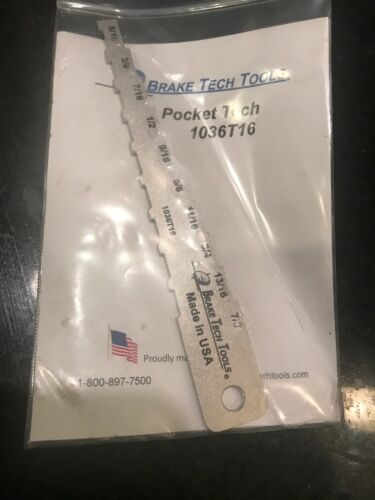 BRAKE TECH TOOLS
Pocket Tech
1036T16
5/16
3/8
7/16
1/2
9/16
5/8
11/16
3/4
13/16
7/8
1036T16
BRAKE TECH TOOLS®
Made in USA
Proudly
1-800-897-7500
techtools.com